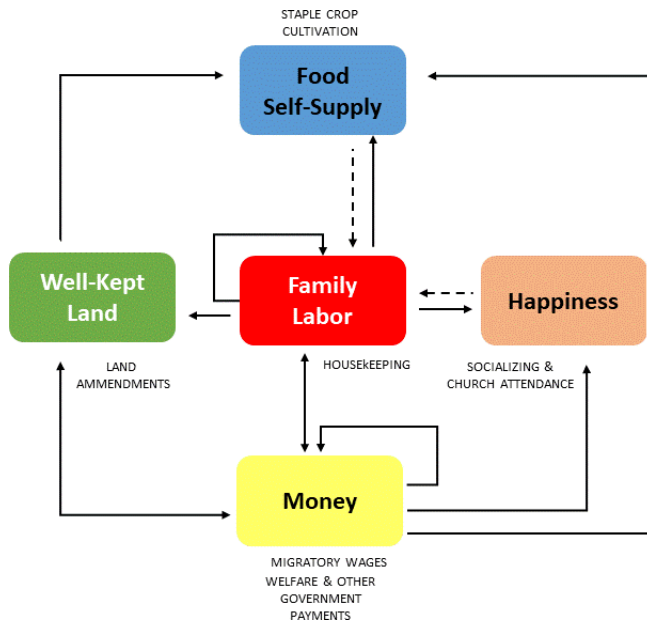 STAPLE CROP
CULTIVATION
Food
Self-Supply
Well-Kept
Land
Family
Labor
Happiness
LAND
AMMENDMENTS
HOUSEkEEPING
SOCIALIZING &
CHURCH ATTENDANCE
Money
MIGRATORY WAGES
WELFARE & OTHER
GOVERNMENT
PAYMENTS